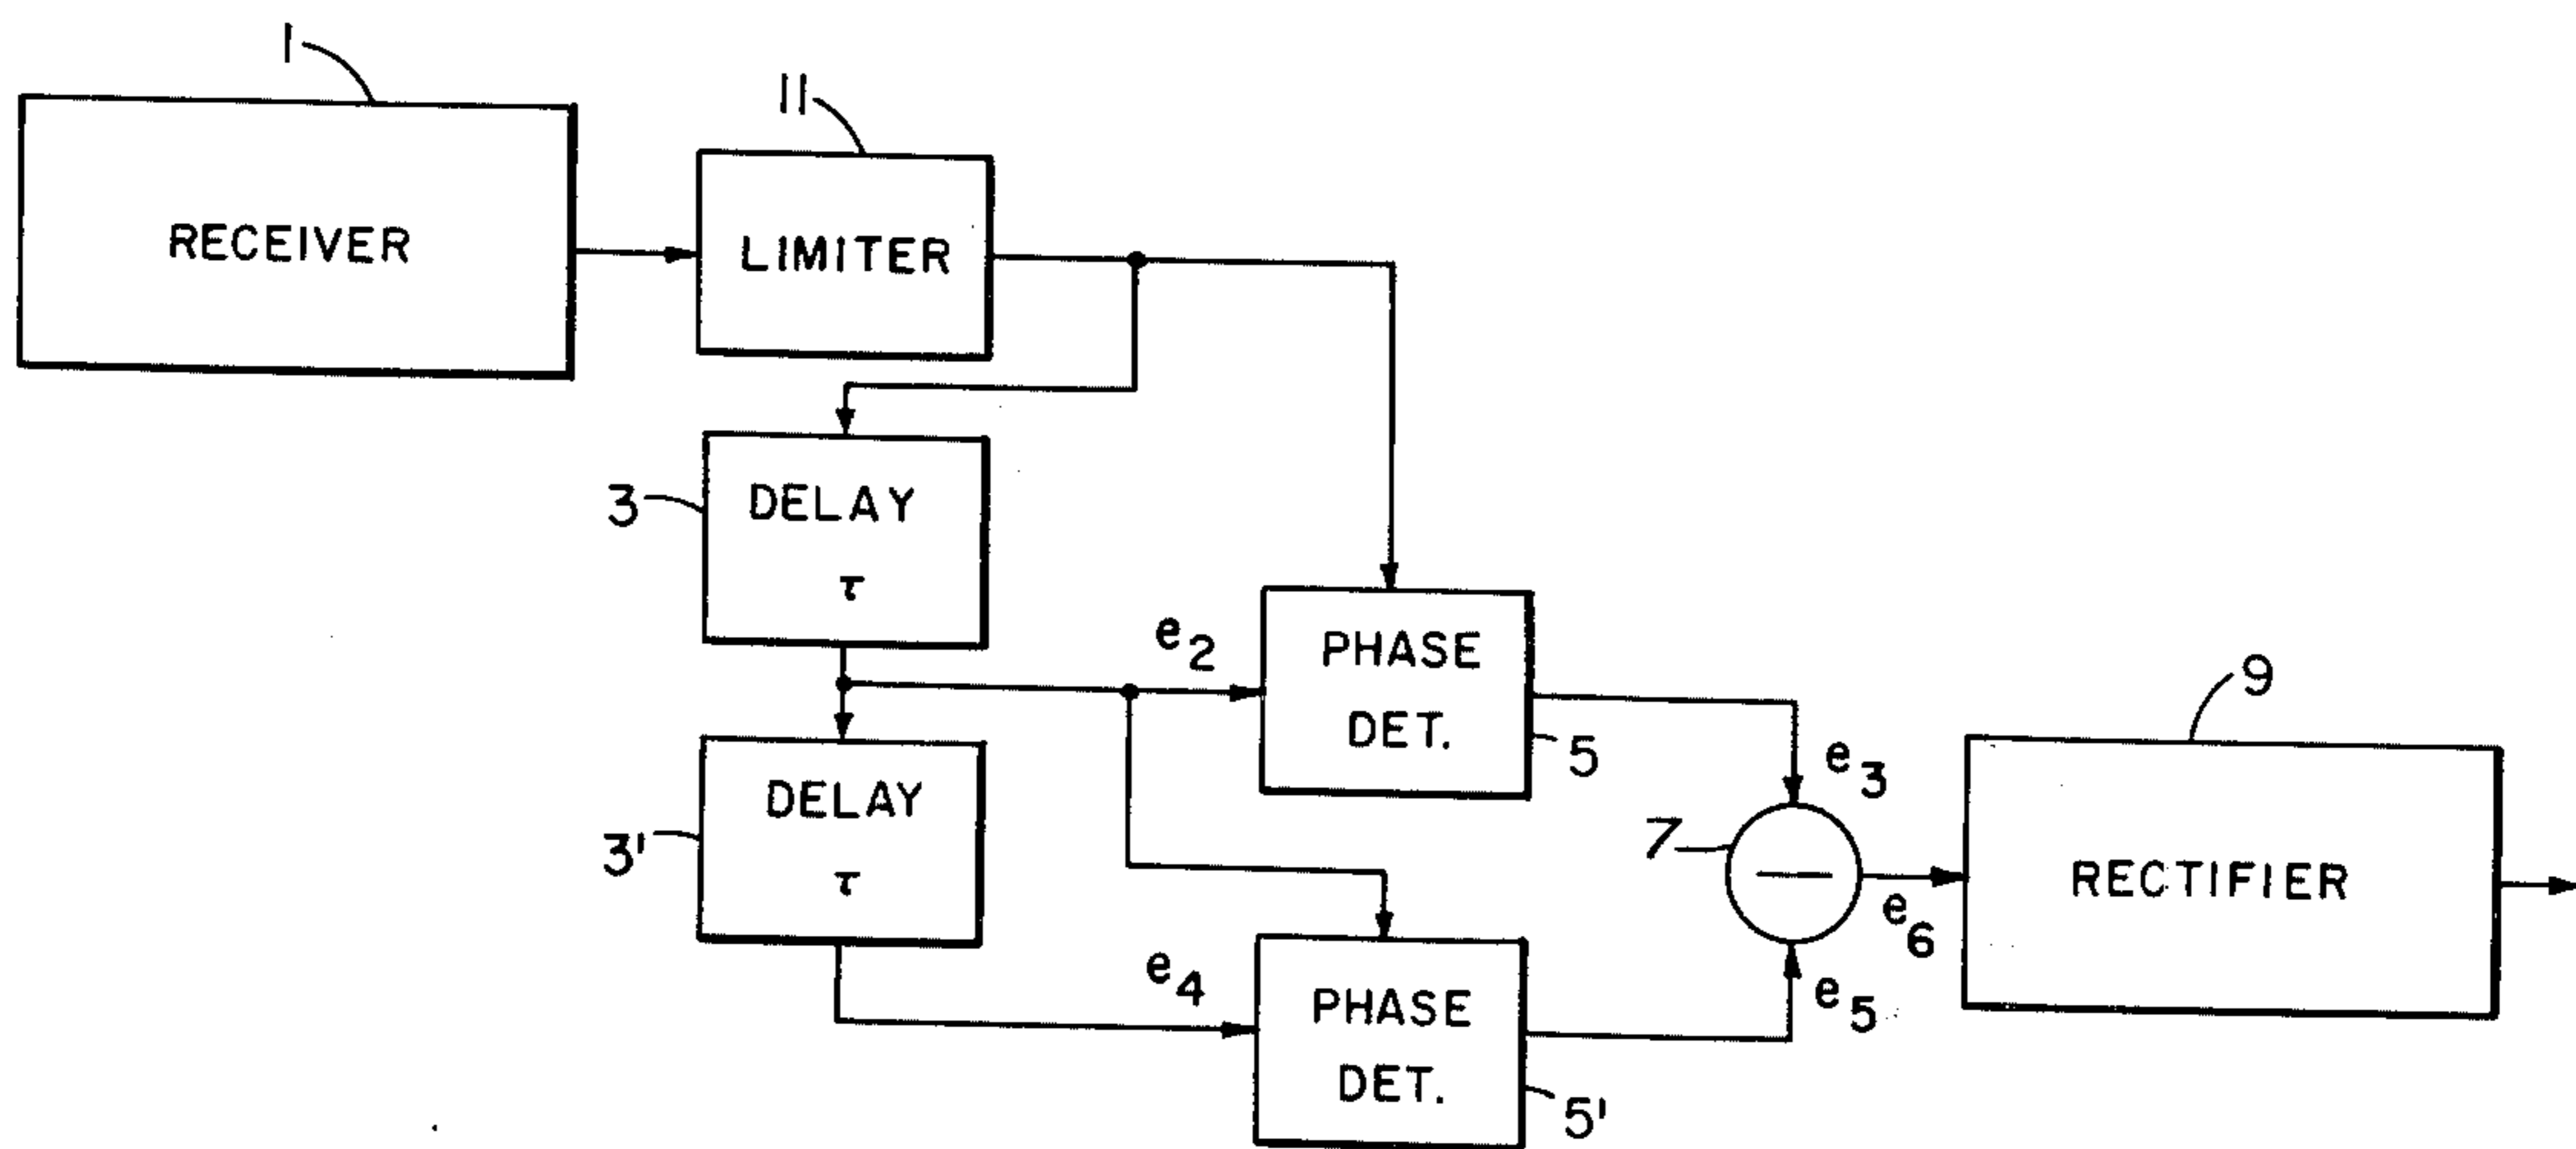 1
11
RECEIVER
LIMITER
3
DELAY
τ
e2
PHASE
DET.
5
9
3'
DELAY
τ
e3
7
—
RECTIFIER
e6
e4
PHASE
DET.
e5
5'